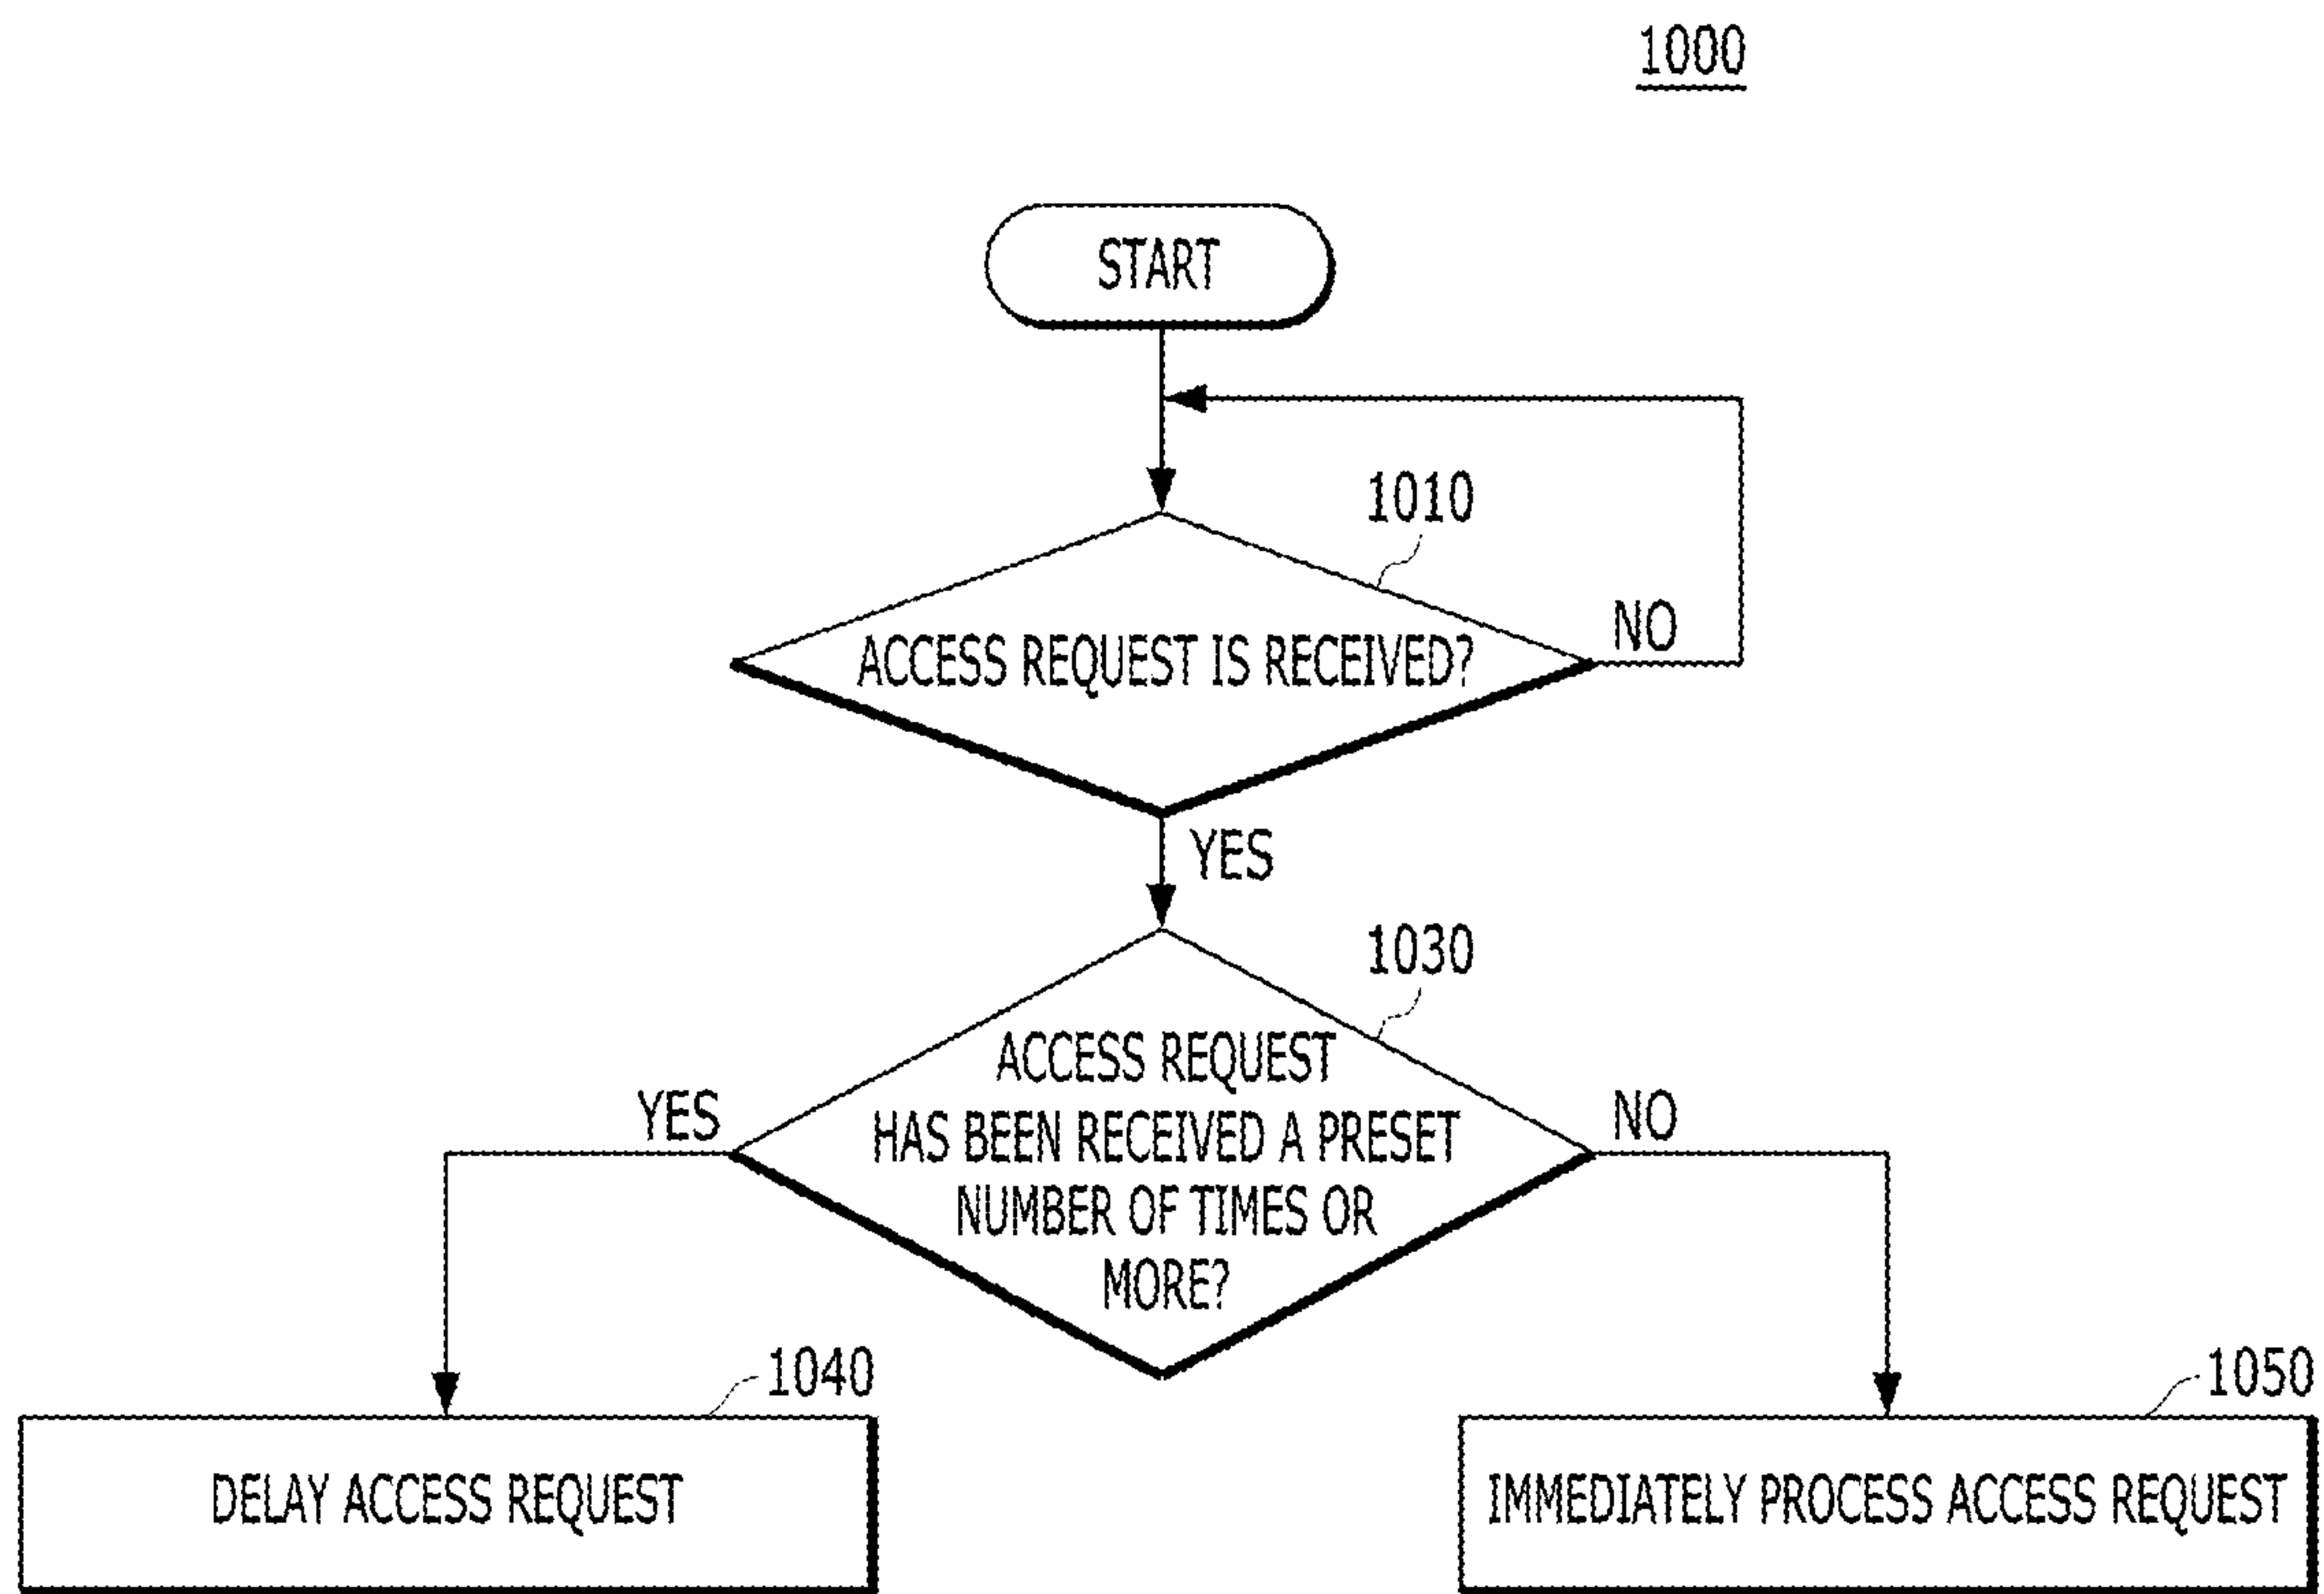 1000
START
1010
ACCESS REQUEST IS RECEIVED?
NO
YES
1030
ACCESS REQUEST
HAS BEEN RECEIVED A PRESET
NUMBER OF TIMES OR
MORE?
YES
NO
1040
DELAY ACCESS REQUEST
1050
IMMEDIATELY PROCESS ACCESS REQUEST